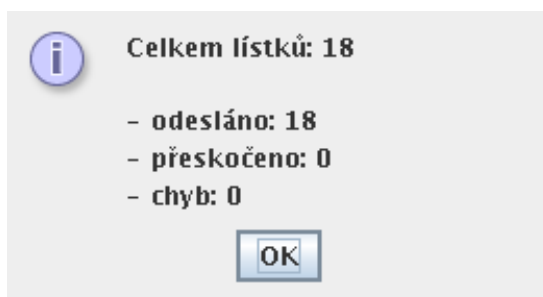 Celkem lístků: 18
- odesláno: 18
- přeskočeno: 0
- chyb: 0
OK